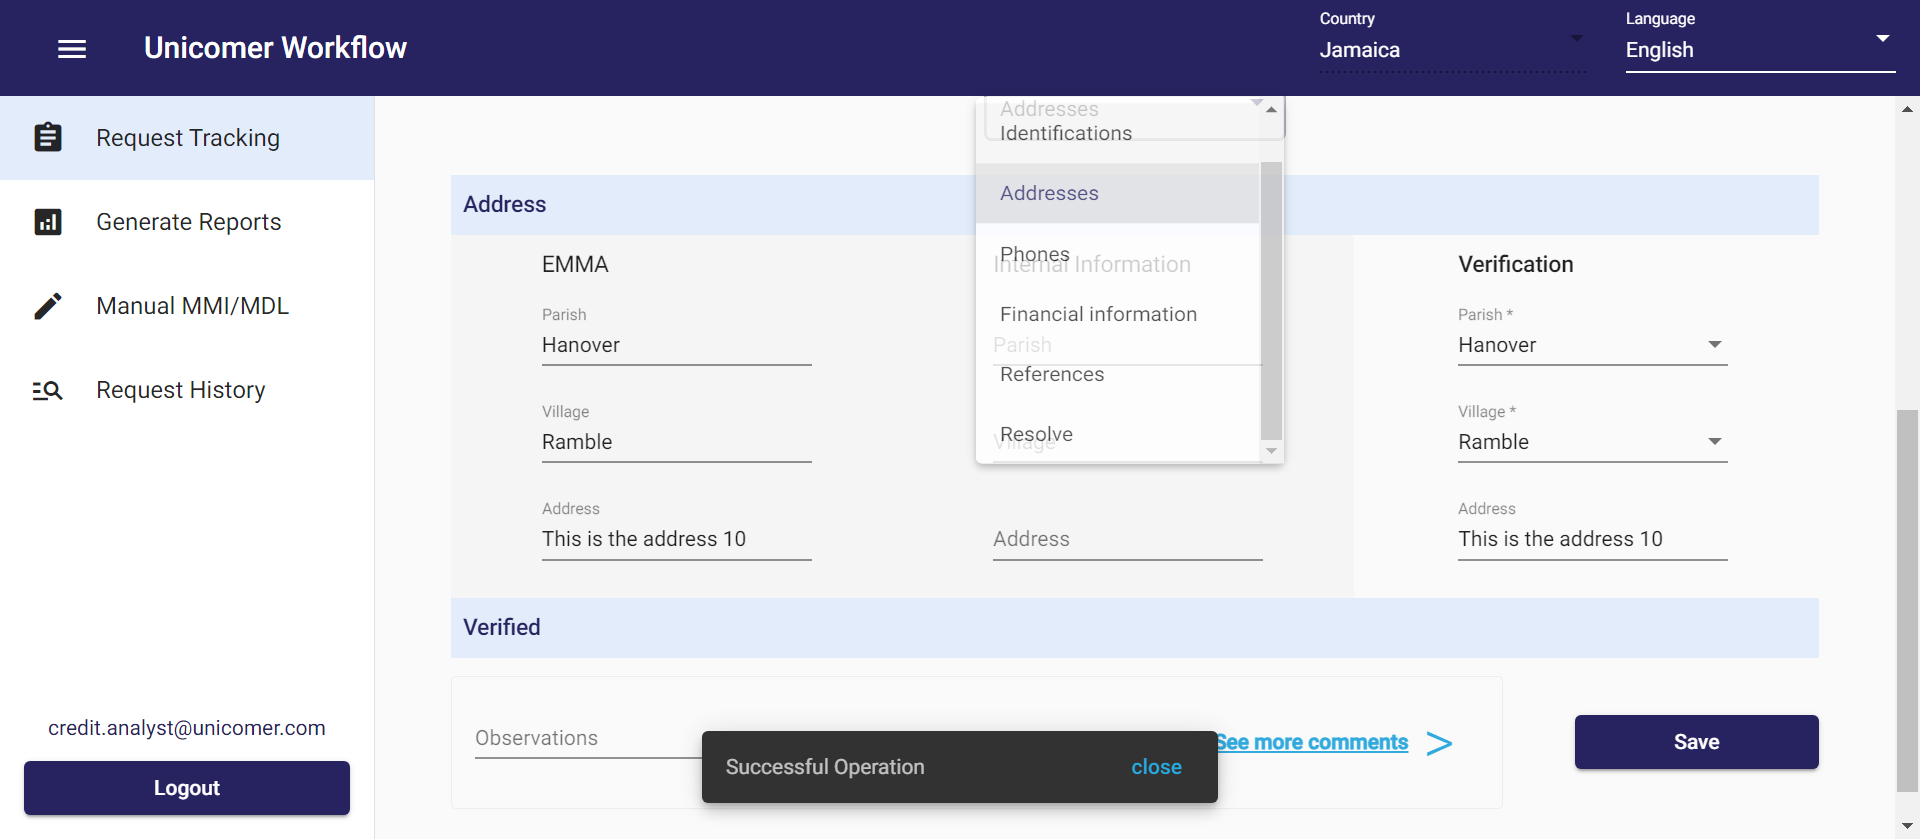 Unicomer Workflow
Country
Jamaica
Language
English
Request Tracking
Generate Reports
Manual MMI/MDL
Request History
credit.analyst@unicomer.com
Logout
Addresses
Identifications
Addresses
Phones
Financial information
References
Resolve
Address
EMMA
Internal Information
Verification
Parish
Hanover
Parish
Parish *
Hanover
Village
Ramble
Village
Village *
Ramble
Address
This is the address 10
Address
Address
This is the address 10
Verified
Observations
See more comments >
Save
Successful Operation
close